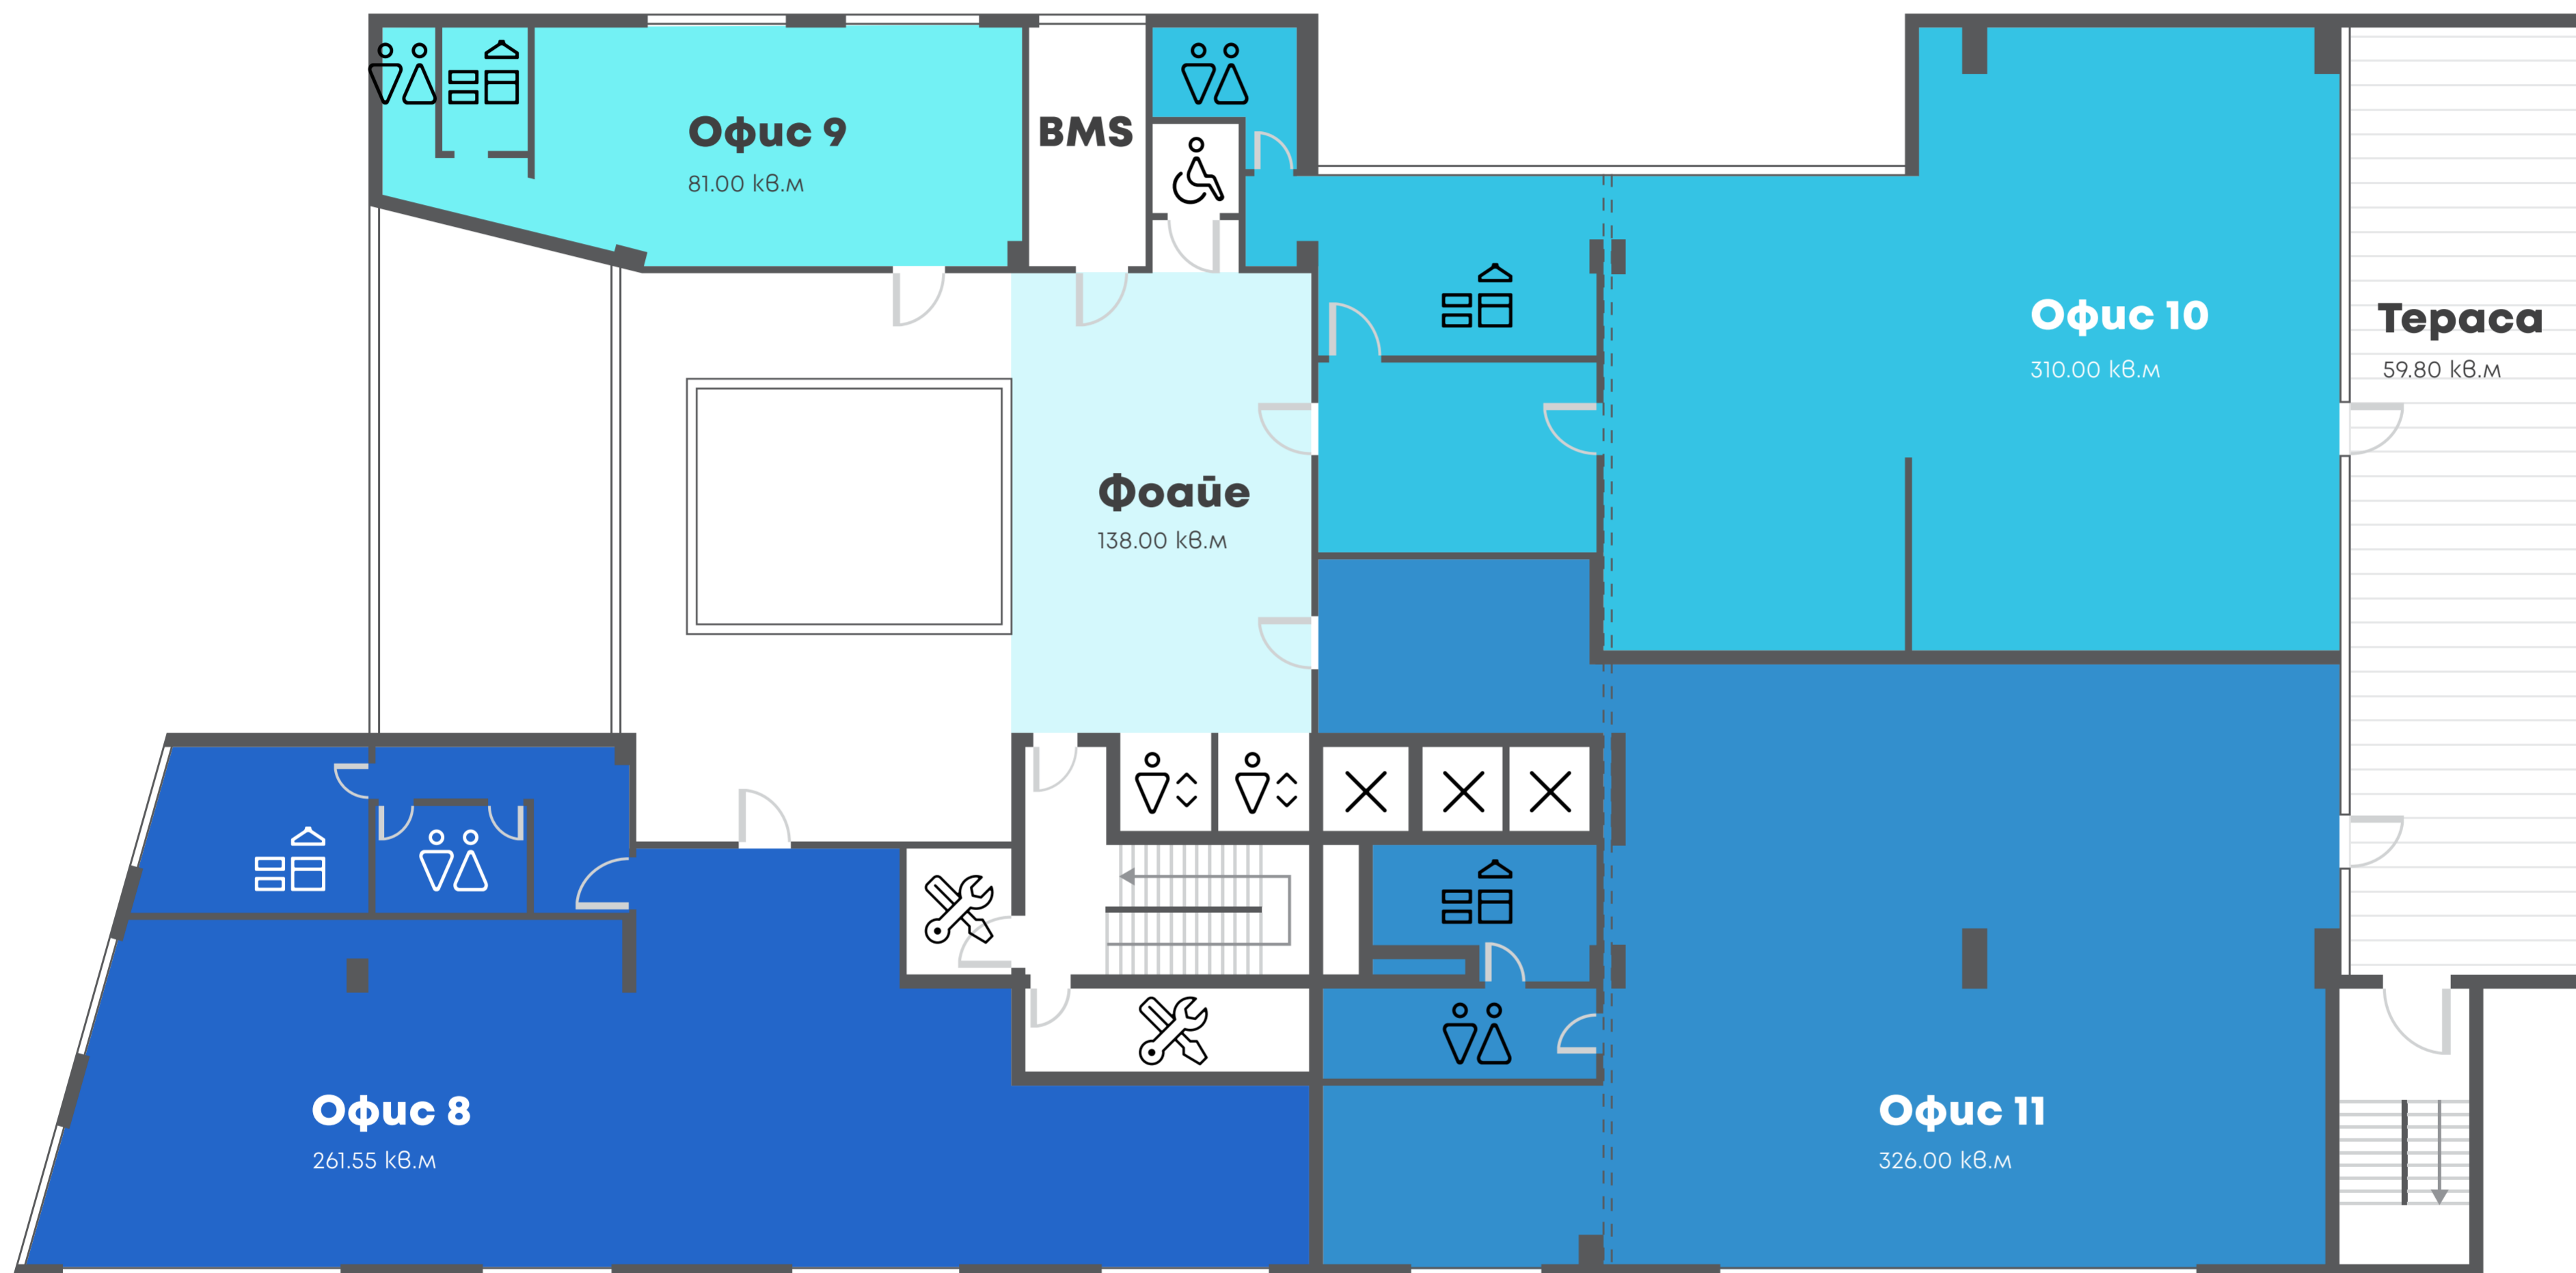 Офис 9
81.00 кв.м
BMS
Офис 10
310.00 кв.м
Тераса
59.80 кв.м
Фоайе
138.00 кв.м
Офис 8
261.55 кв.м
Офис 11
326.00 кв.м